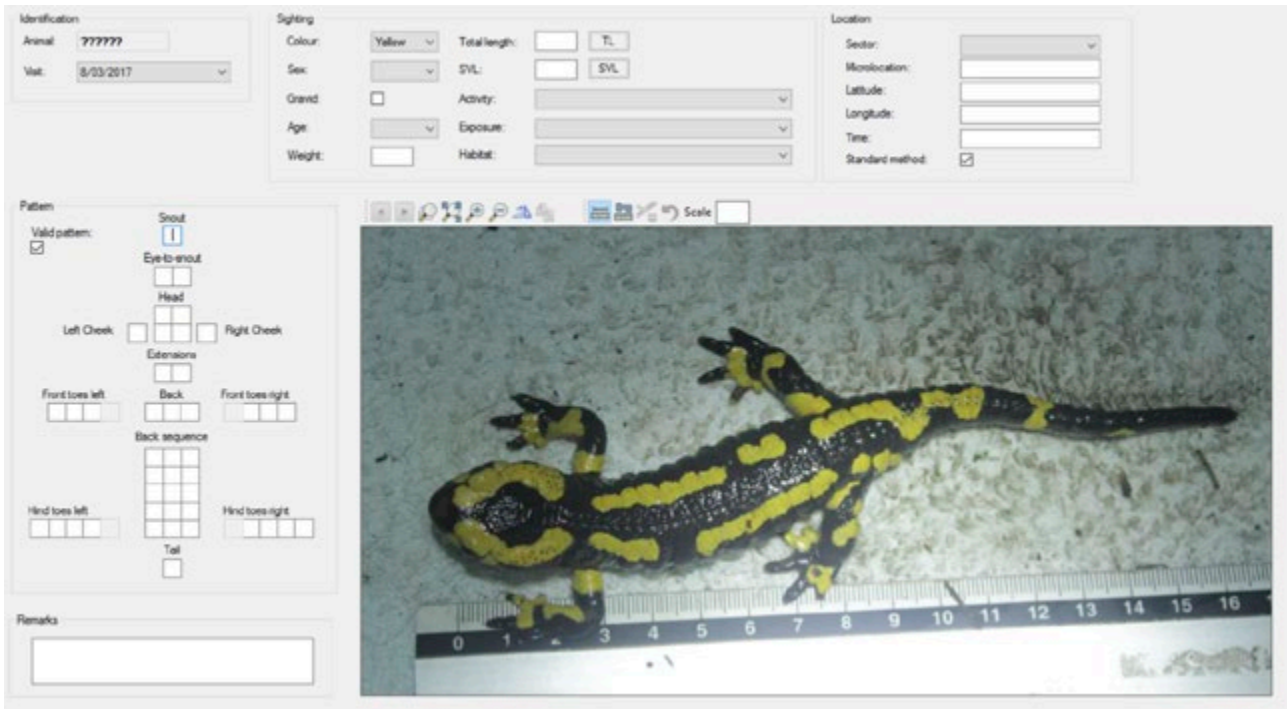 Identification
Animal: ??????
Visit: 8/03/2017
Sighting
Colour: Yellow
Total length: TL
Sex:
SVL: SVL
Gravid
Activity:
Age:
Exposure:
Weight:
Habitat:
Location
Sector:
Microlocation:
Latitude:
Longitude:
Time:
Standard method:
Pattern
Valid pattern:
Snout
Eye-to-snout
Head
Left Cheek
Right Cheek
Extensions
Front toes left
Back
Front toes right
Back sequence
Hind toes left
Hind toes right
Tail
Remarks
Scale
0 1 3 4 5 6 7 8 9 10 11 12 13 14 15 16